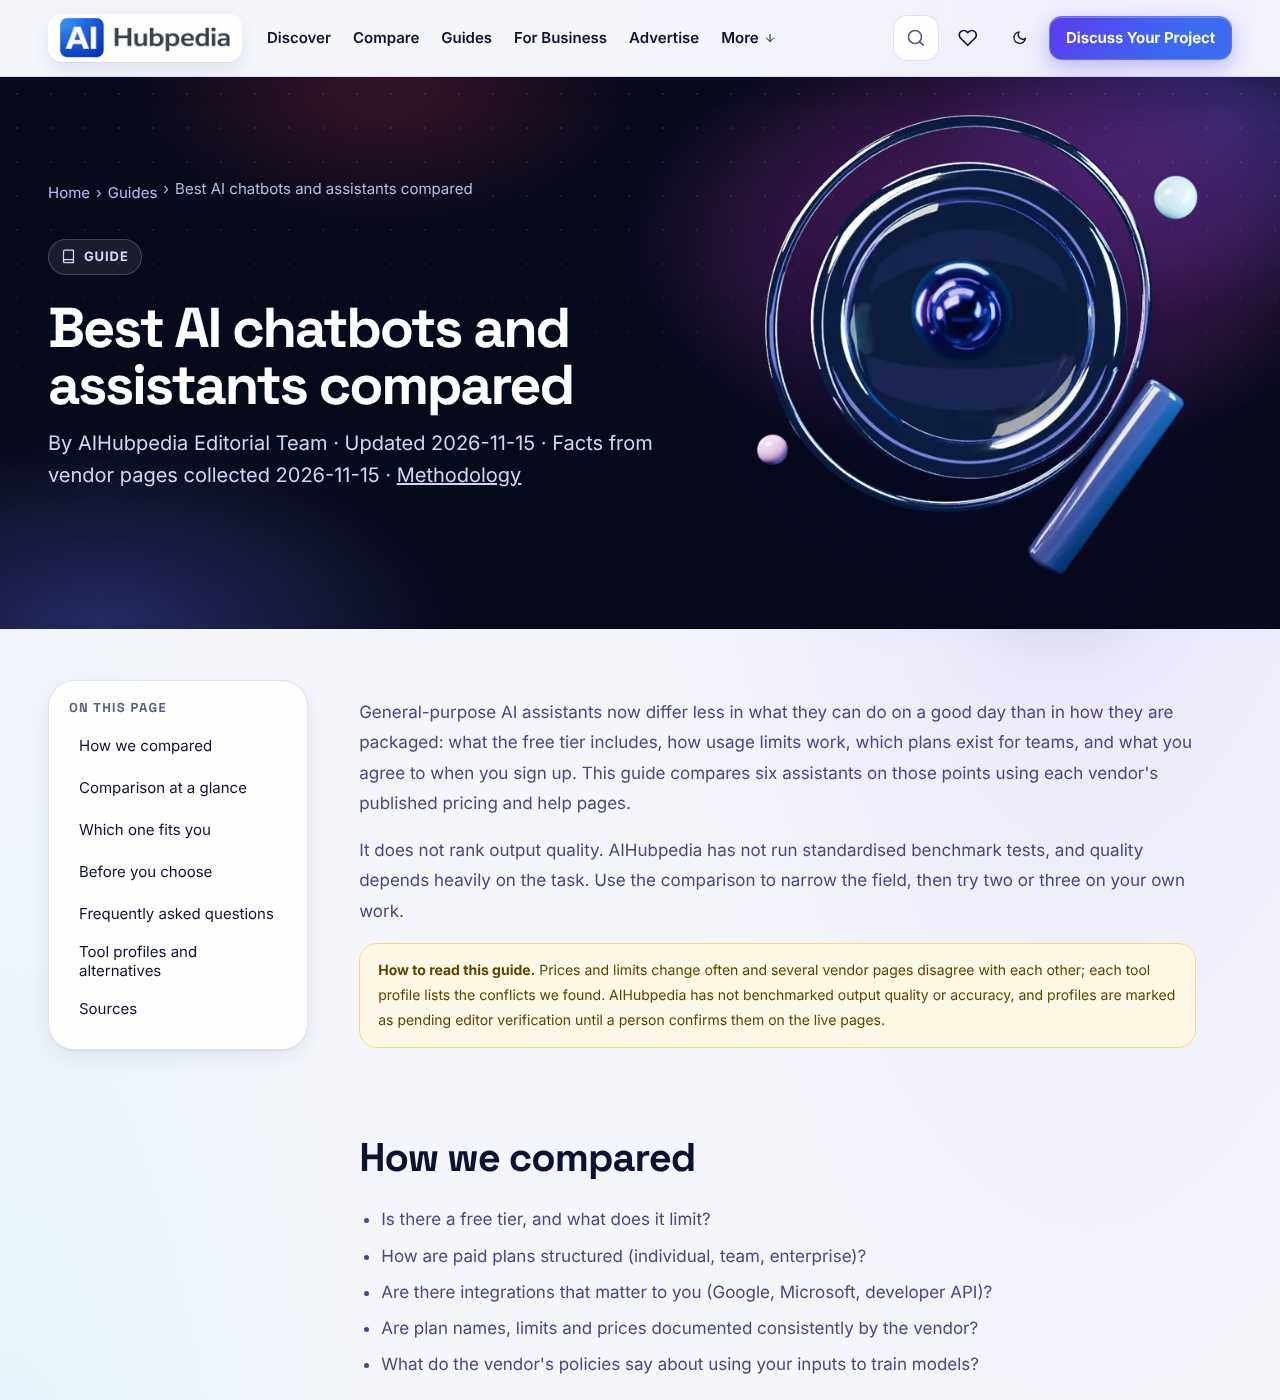 AI Hubpedia
Discover Compare Guides For Business Advertise More ↓
Discuss Your Project
Home › Guides › Best AI chatbots and assistants compared
GUIDE
Best AI chatbots and
assistants compared
By AIHubpedia Editorial Team · Updated 2026-11-15 · Facts from
vendor pages collected 2026-11-15 · Methodology
ON THIS PAGE
How we compared
Comparison at a glance
Which one fits you
Before you choose
Frequently asked questions
Tool profiles and
alternatives
Sources
General-purpose AI assistants now differ less in what they can do on a good day than in how they are
packaged: what the free tier includes, how usage limits work, which plans exist for teams, and what you
agree to when you sign up. This guide compares six assistants on those points using each vendor's
published pricing and help pages.
It does not rank output quality. AIHubpedia has not run standardised benchmark tests, and quality
depends heavily on the task. Use the comparison to narrow the field, then try two or three on your own
work.
How to read this guide. Prices and limits change often and several vendor pages disagree with each other; each tool
profile lists the conflicts we found. AIHubpedia has not benchmarked output quality or accuracy, and profiles are marked
as pending editor verification until a person confirms them on the live pages.
How we compared
• Is there a free tier, and what does it limit?
• How are paid plans structured (individual, team, enterprise)?
• Are there integrations that matter to you (Google, Microsoft, developer API)?
• Are plan names, limits and prices documented consistently by the vendor?
• What do the vendor's policies say about using your inputs to train models?